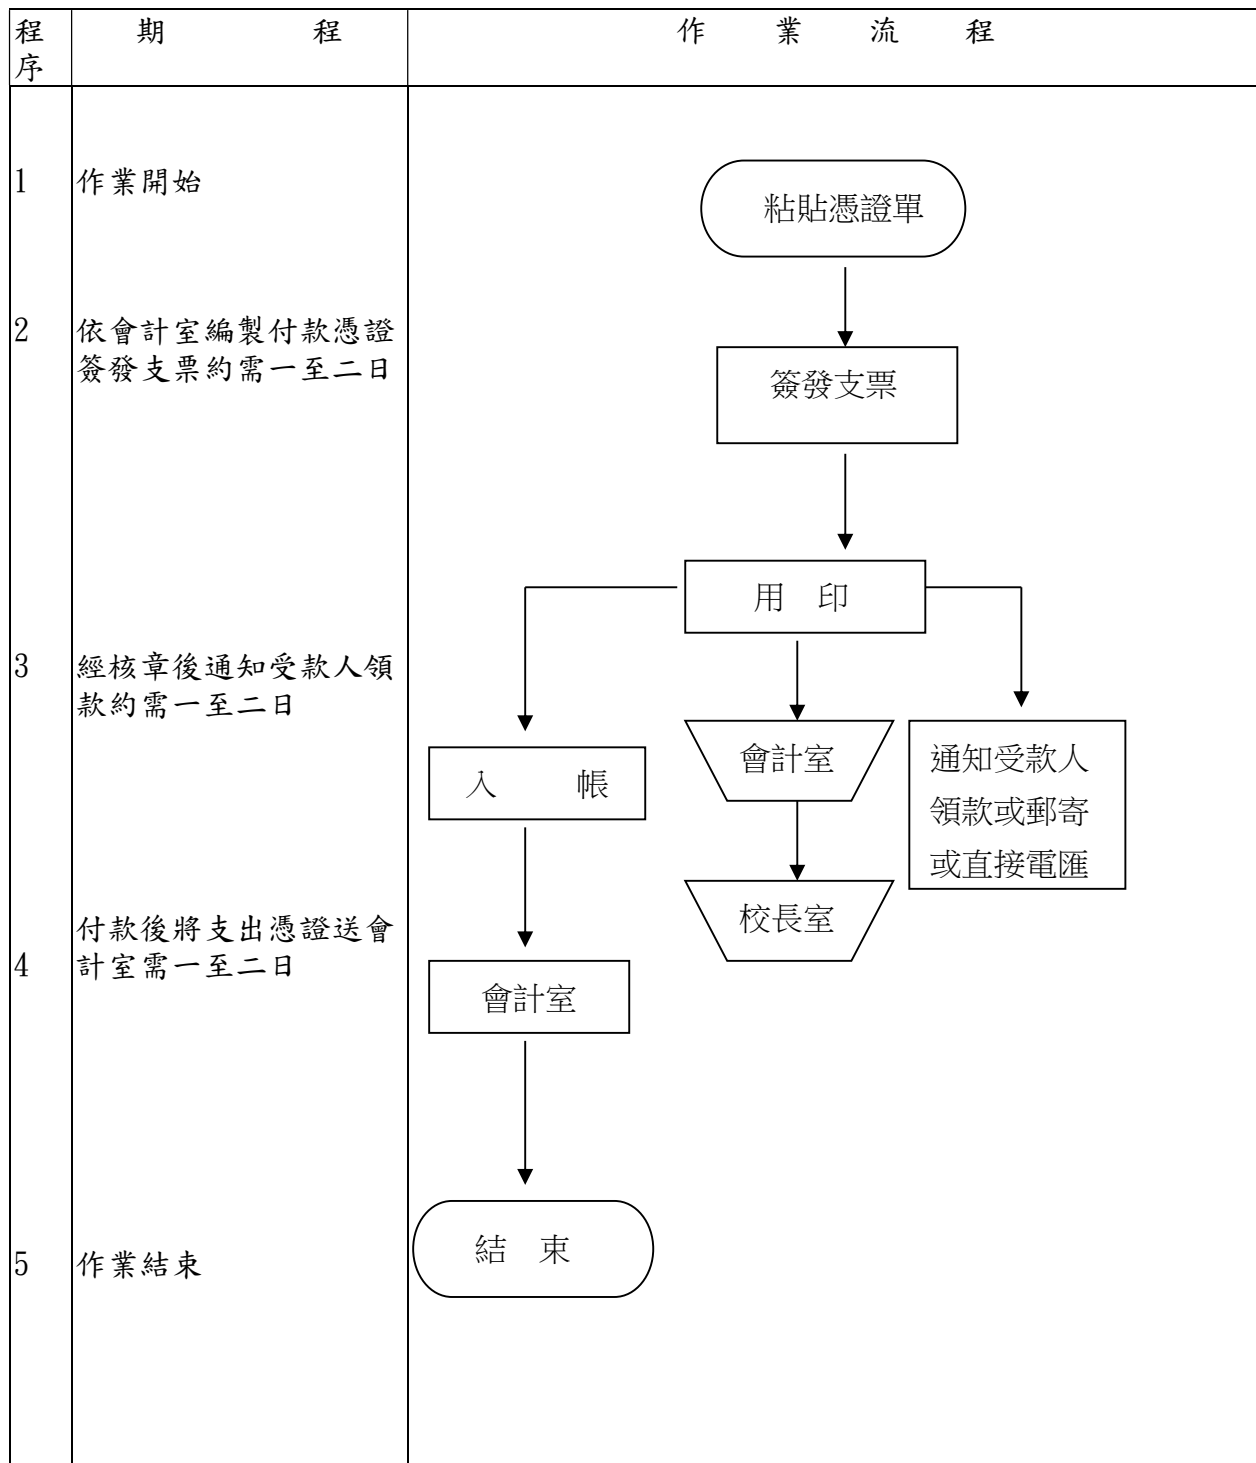 程序
期 程
作 業 流 程
1
作業開始
粘貼憑證單
2
依會計室編製付款憑證
簽發支票約需一至二日
簽發支票
用 印
3
經核章後通知受款人領
款約需一至二日
入 帳
會計室
通知受款人
領款或郵寄
或直接電匯
校長室
4
付款後將支出憑證送會
計室需一至二日
會計室
5
作業結束
結 束